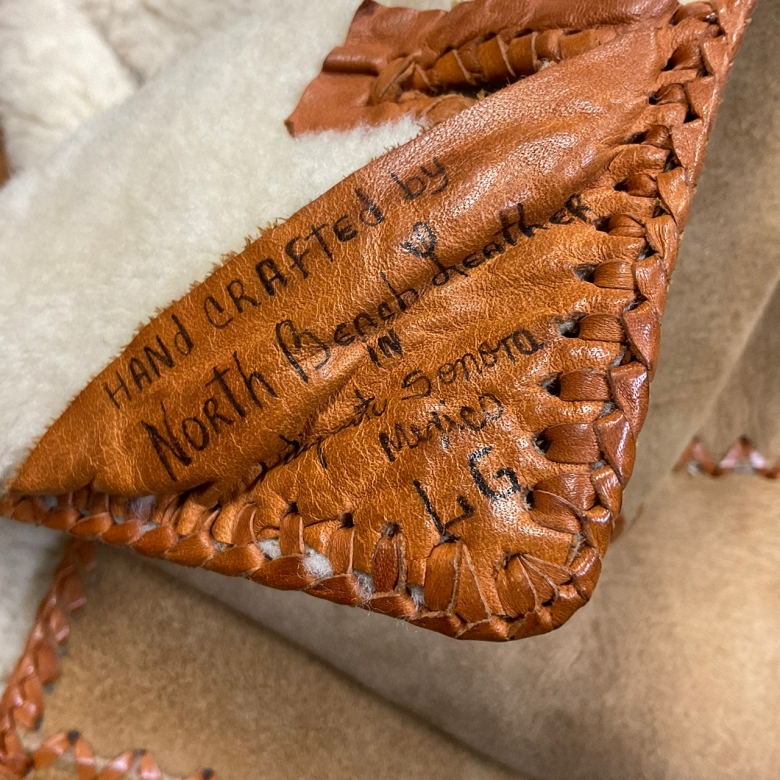 HANd CRAFted by
NoRth Beach Leather
IN
Sonora
Mexico
LG